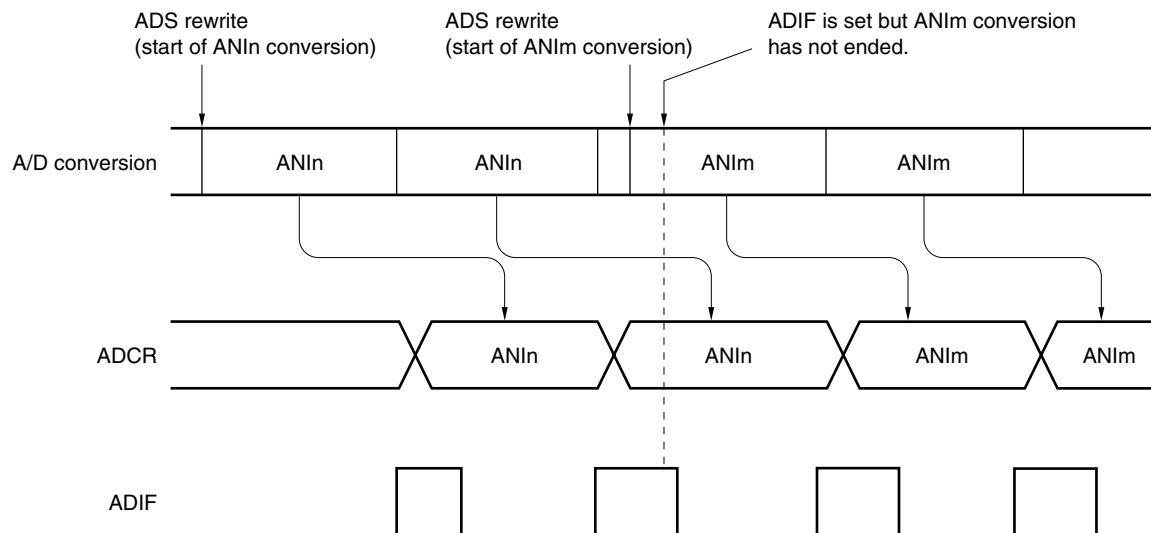 ADS rewrite
(start of ANIn conversion)
ADS rewrite
(start of ANIm conversion)
ADIF is set but ANIm conversion
has not ended.
A/D conversion
ANIn
ANIn
ANIm
ANIm
ADCR
ANIn
ANIn
ANIm
ANIm
ADIF